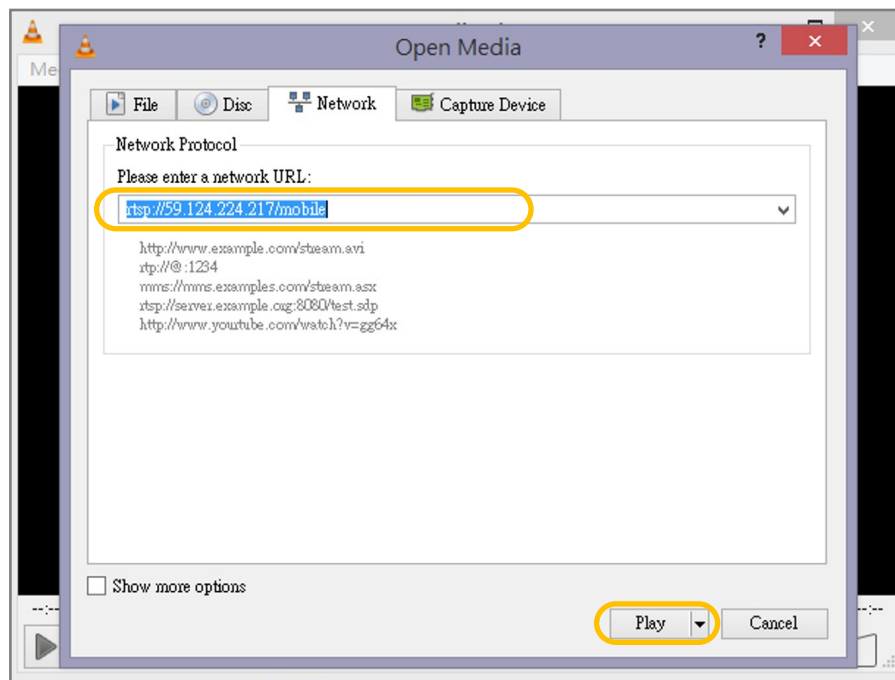 Open Media
?
Me
File
Disc
Network
Capture Device
Network Protocol
Please enter a network URL:
rtsp://59.124.224.217/mobile
http://www.example.com/stream.avi
rtp://@:1234
mms://mms.examples.com/stream.asx
rtsp://server.example.org:8080/test.sdp
http://www.yourtube.com/watch?v=gg64x
Show more options
--:--
--:--
Play
Cancel